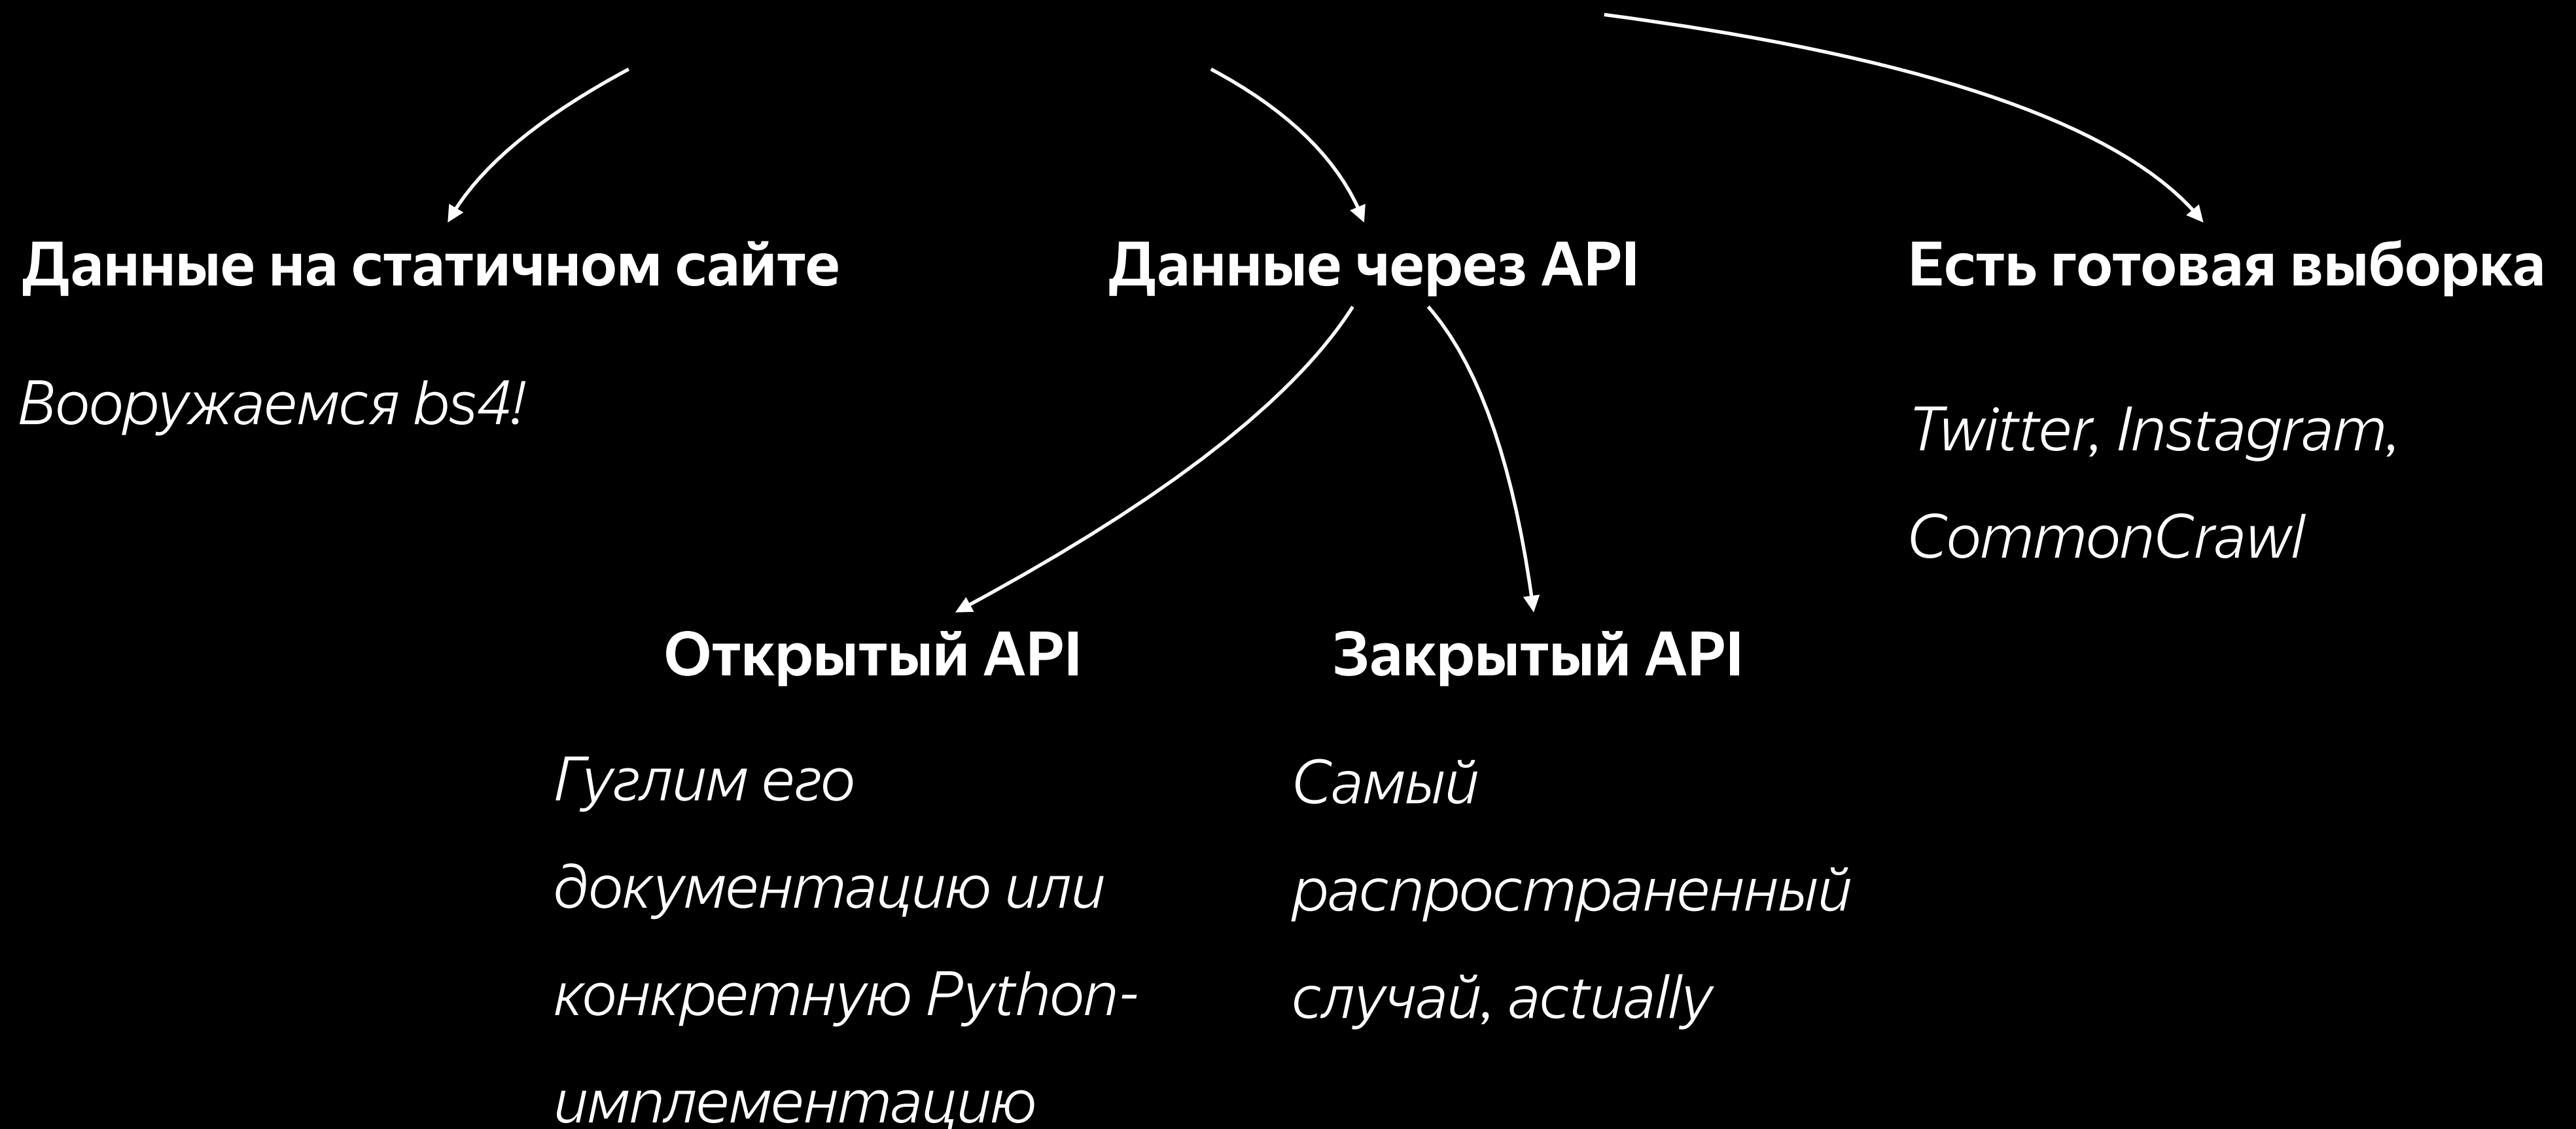 Данные на статичном сайте
Вооружаемся bs4!
Данные через API
Открытый API
Гуглим его
документацию или
конкретную Python-
имплементацию
Закрытый API
Самый
распространенный
случай, actually
Есть готовая выборка
Twitter, Instagram,
CommonCrawl